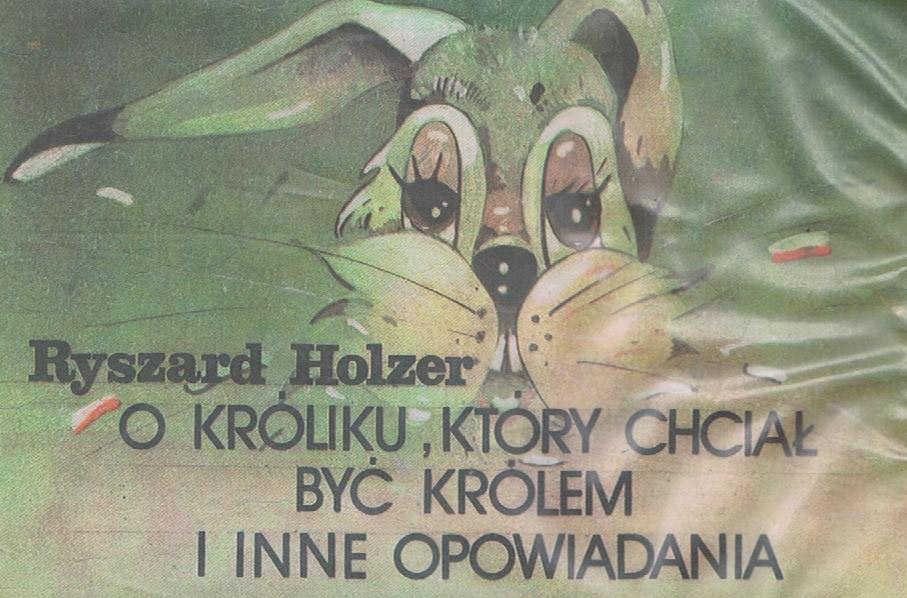 Ryszard Holzer
O KRÓLIKU, KTÓRY CHCIAŁ
BYĆ KRÓLEM
I INNE OPOWIADANIA